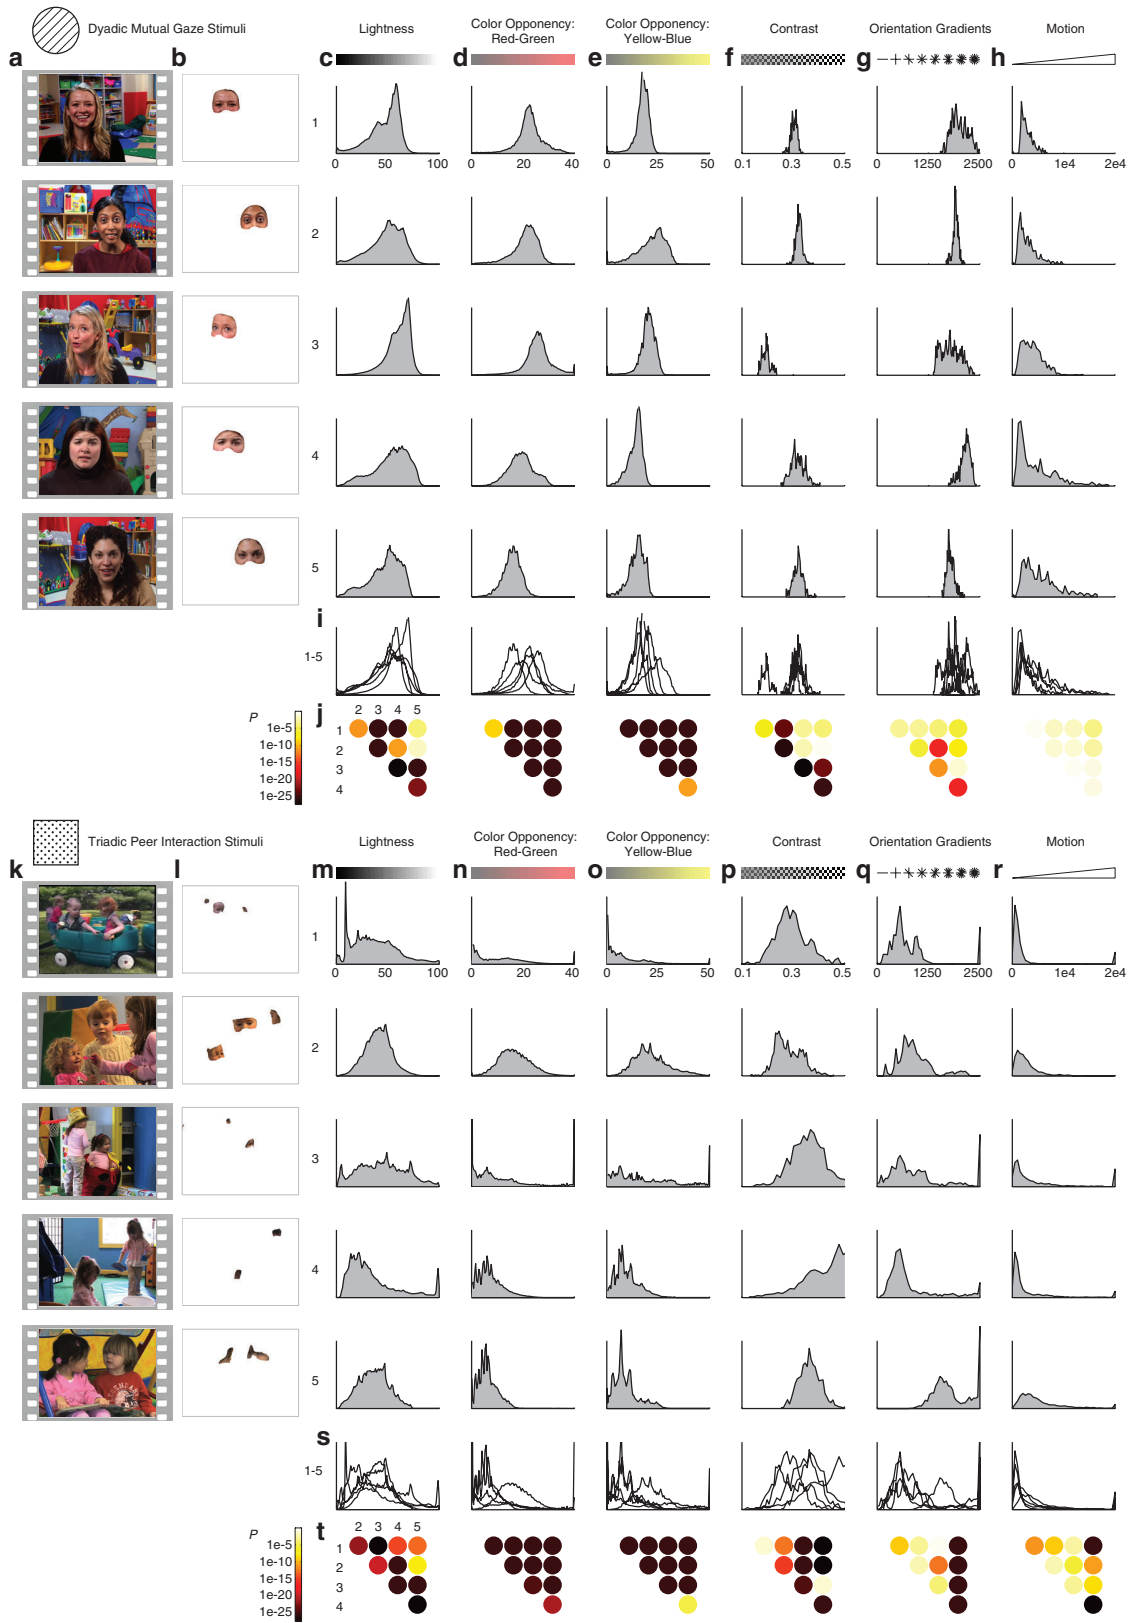 Dyadic Mutual Gaze Stimuli
Lightness
Color Opponency:
Red-Green
Color Opponency:
Yellow-Blue
Contrast
Orientation Gradients
Motion
a b c d e f g h
1
0 100 0 20 40 0 25 50 0.1 0.3 0.5 0 1250 2500 0 1e4 2e4
2
3
4
5
i
1-5
j
2 3 4 5
P
1e-5
1e-10
1e-15
1e-20
1e-25
1
2
3
4
Triadic Peer Interaction Stimuli
Lightness
Color Opponency:
Red-Green
Color Opponency:
Yellow-Blue
Contrast
Orientation Gradients
Motion
k l m n o p q r
1
0 50 100 0 20 40 0 25 50 0.1 0.3 0.5 0 1250 2500 0 1e4 2e4
2
3
4
5
s
1-5
t
2 3 4 5
P
1e-5
1e-10
1e-15
1e-20
1e-25
1
2
3
4